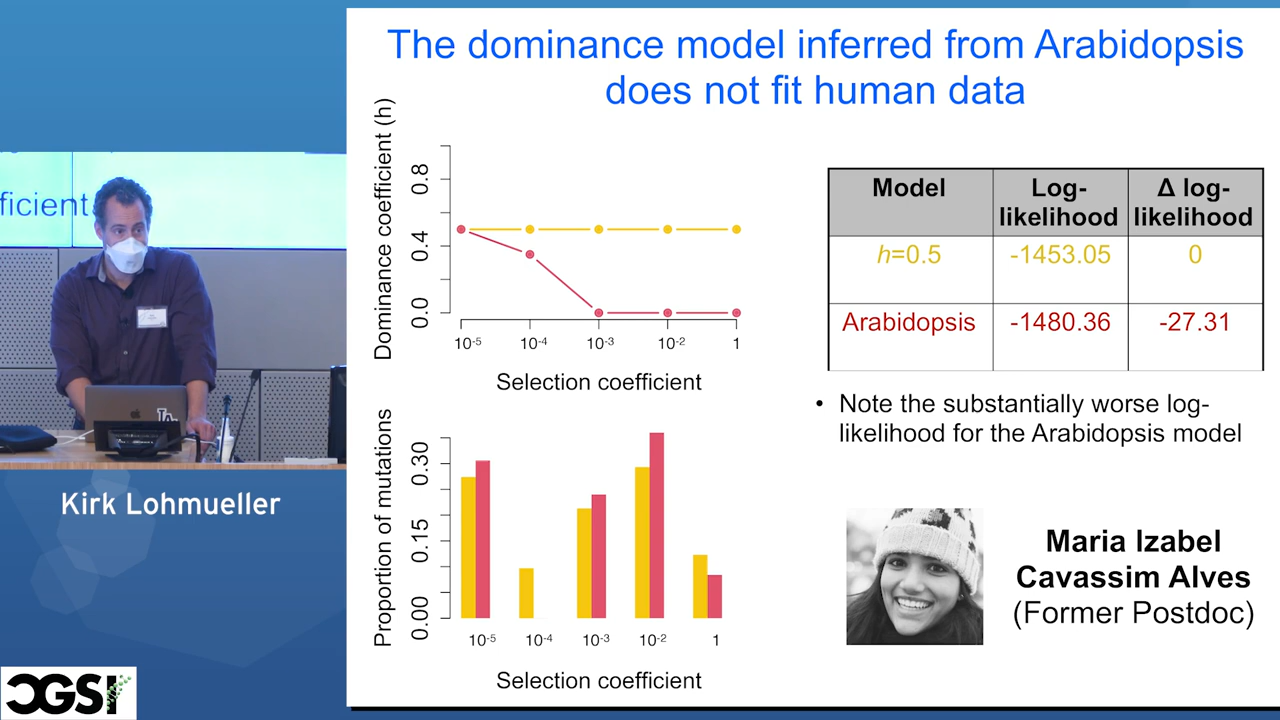 The dominance model inferred from Arabidopsis
does not fit human data
Dominance coefficient (h)
0.8
0.4
0.0
10-5
10-4
10-3
10-2
1
Selection coefficient
Proportion of mutations
0.30
0.15
0.00
10-5
10-4
10-3
10-2
1
Selection coefficient
Model
Log-
likelihood
Δ log-
likelihood
h=0.5
-1453.05
0
Arabidopsis
-1480.36
-27.31
• Note the substantially worse log-
likelihood for the Arabidopsis model
Maria Izabel
Cavassim Alves
(Former Postdoc)
ficient
LA
Kirk Lohmueller
CGSI